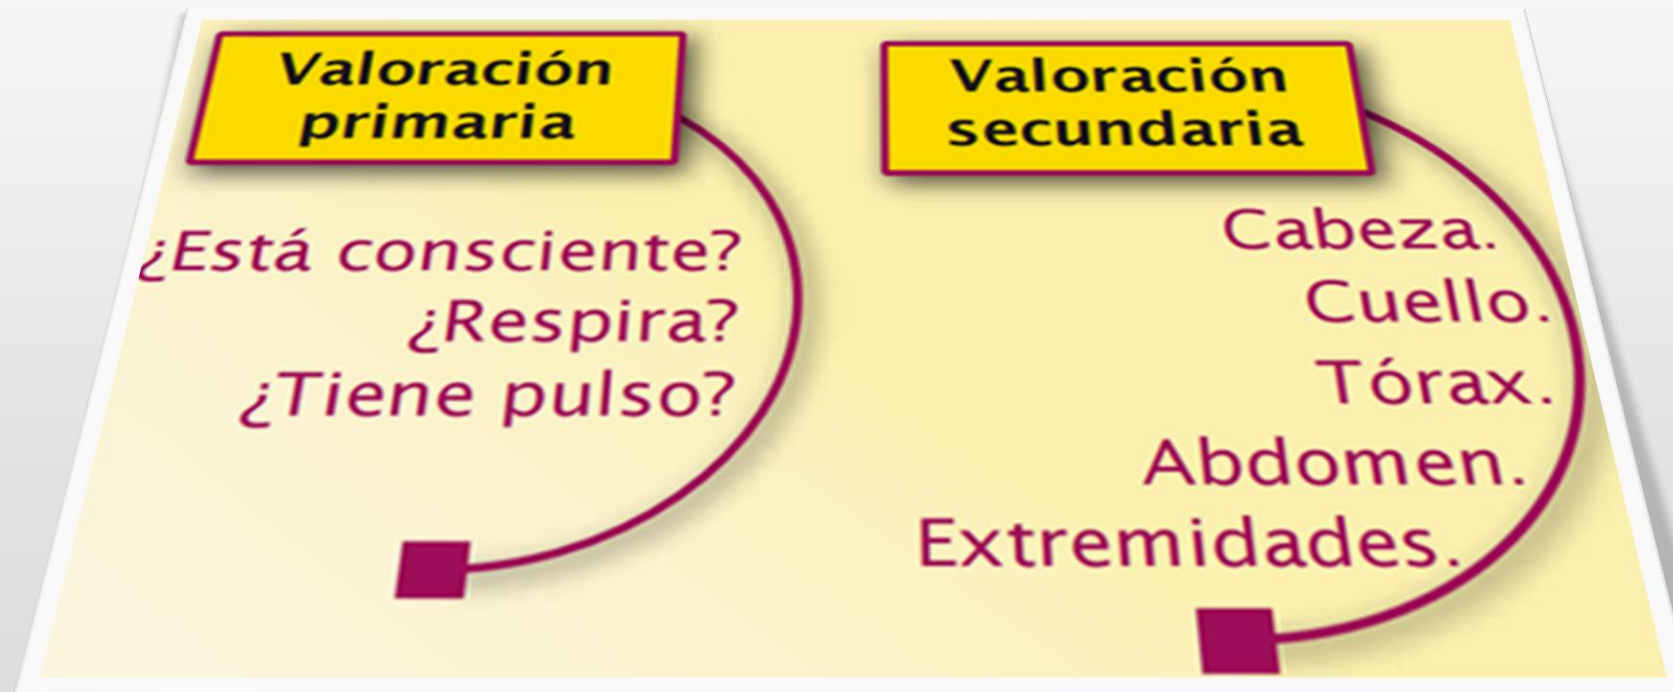 Valoración
primaria
¿Está consciente?
¿Respira?
¿Tiene pulso?
Valoración
secundaria
Cabeza.
Cuello.
Tórax.
Abdomen.
Extremidades.